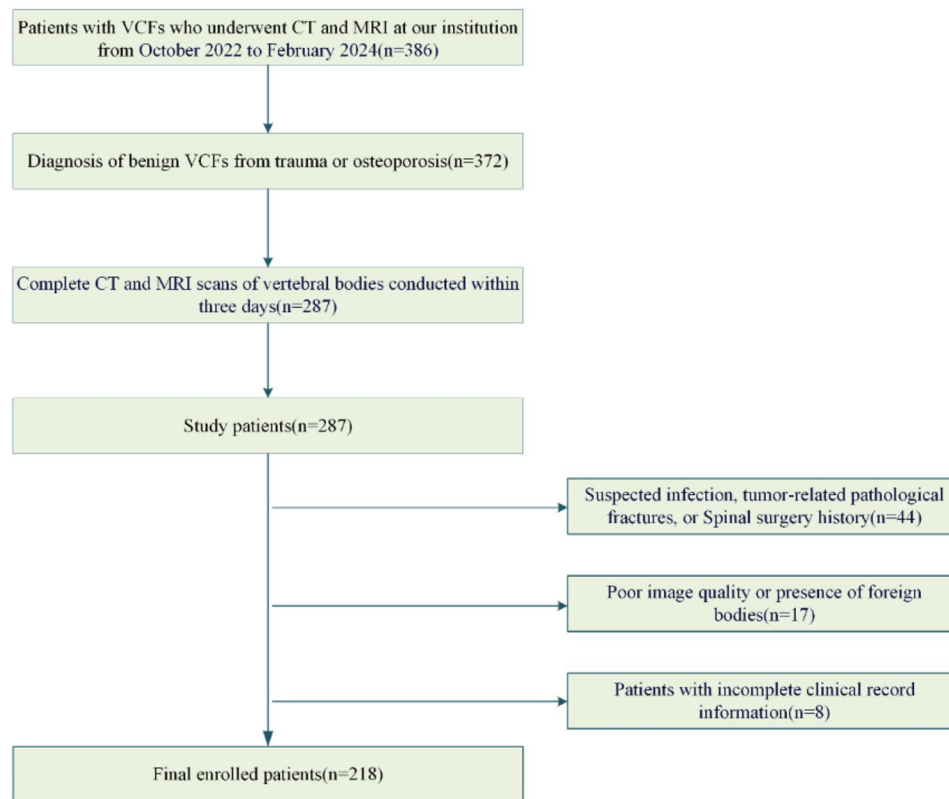 Patients with VCFs who underwent CT and MRI at our institution
from October 2022 to February 2024(n=386)
Diagnosis of benign VCFs from trauma or osteoporosis(n=372)
Complete CT and MRI scans of vertebral bodies conducted within
three days(n=287)
Study patients(n=287)
Suspected infection, tumor-related pathological
fractures, or Spinal surgery history(n=44)
Poor image quality or presence of foreign
bodies(n=17)
Patients with incomplete clinical record
information(n=8)
Final enrolled patients(n=218)